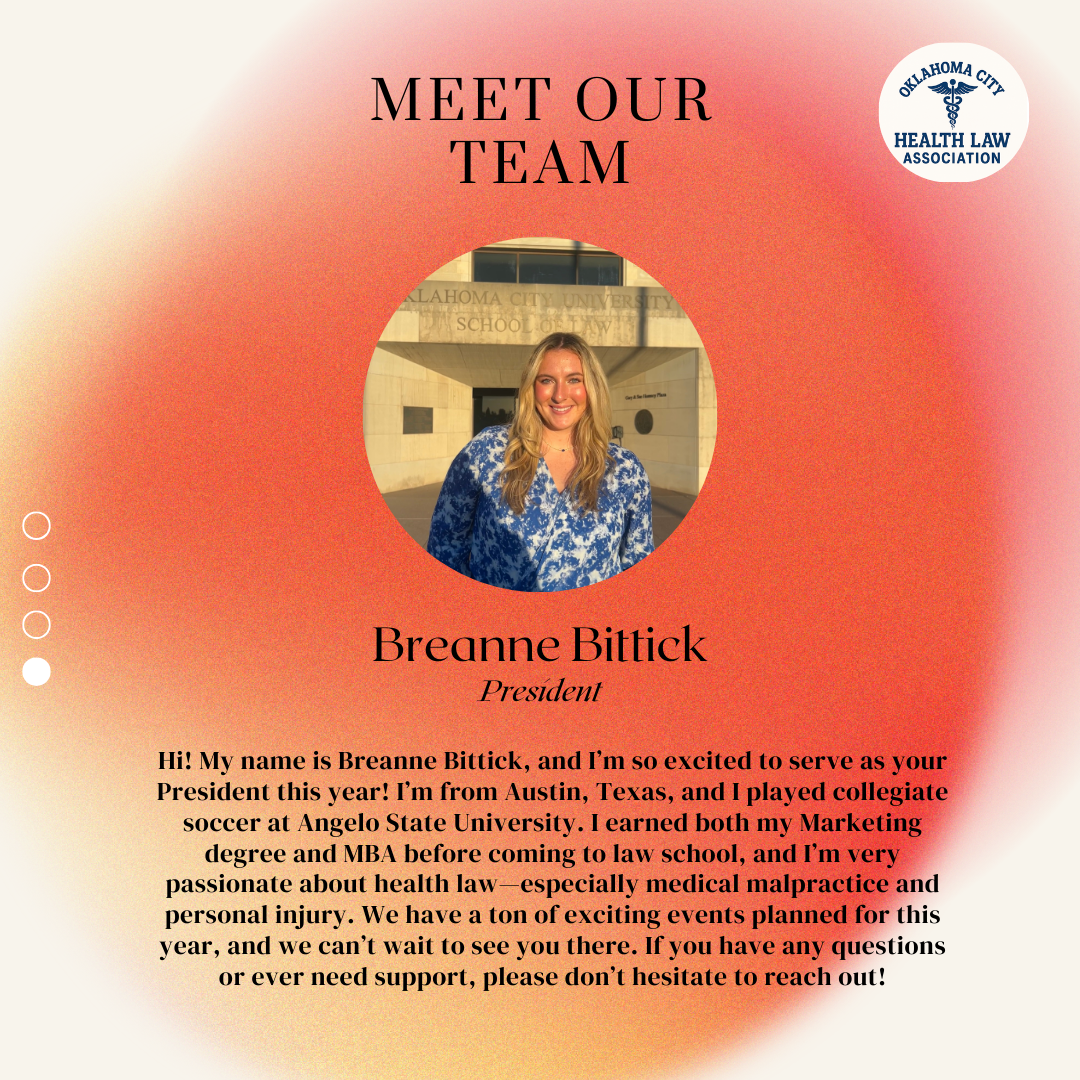 MEET OUR
TEAM
OKLAHOMA CITY
HEALTH LAW
ASSOCIATION
KLAHOMA CITY UNIVERSITY
SCHOOL OF LAW
Breanne Bittick
President
Hi! My name is Breanne Bittick, and I’m so excited to serve as your
President this year! I’m from Austin, Texas, and I played collegiate
soccer at Angelo State University. I earned both my Marketing
degree and MBA before coming to law school, and I’m very
passionate about health law—especially medical malpractice and
personal injury. We have a ton of exciting events planned for this
year, and we can’t wait to see you there. If you have any questions
or ever need support, please don’t hesitate to reach out!